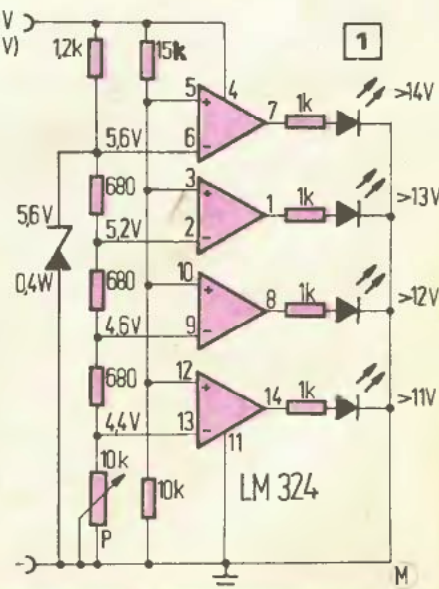 V
V)
1,2k
15k
1
5
+
4
7
1k
>14V
6
-
5,6V
680
3
+
1
1k
>13V
5,6V
5,2V
2
-
0,4W
680
10
+
8
1k
>12V
4,6V
9
-
680
12
+
14
1k
>11V
4,4V
13
-
11
10k
10k
LM 324
P
-
M